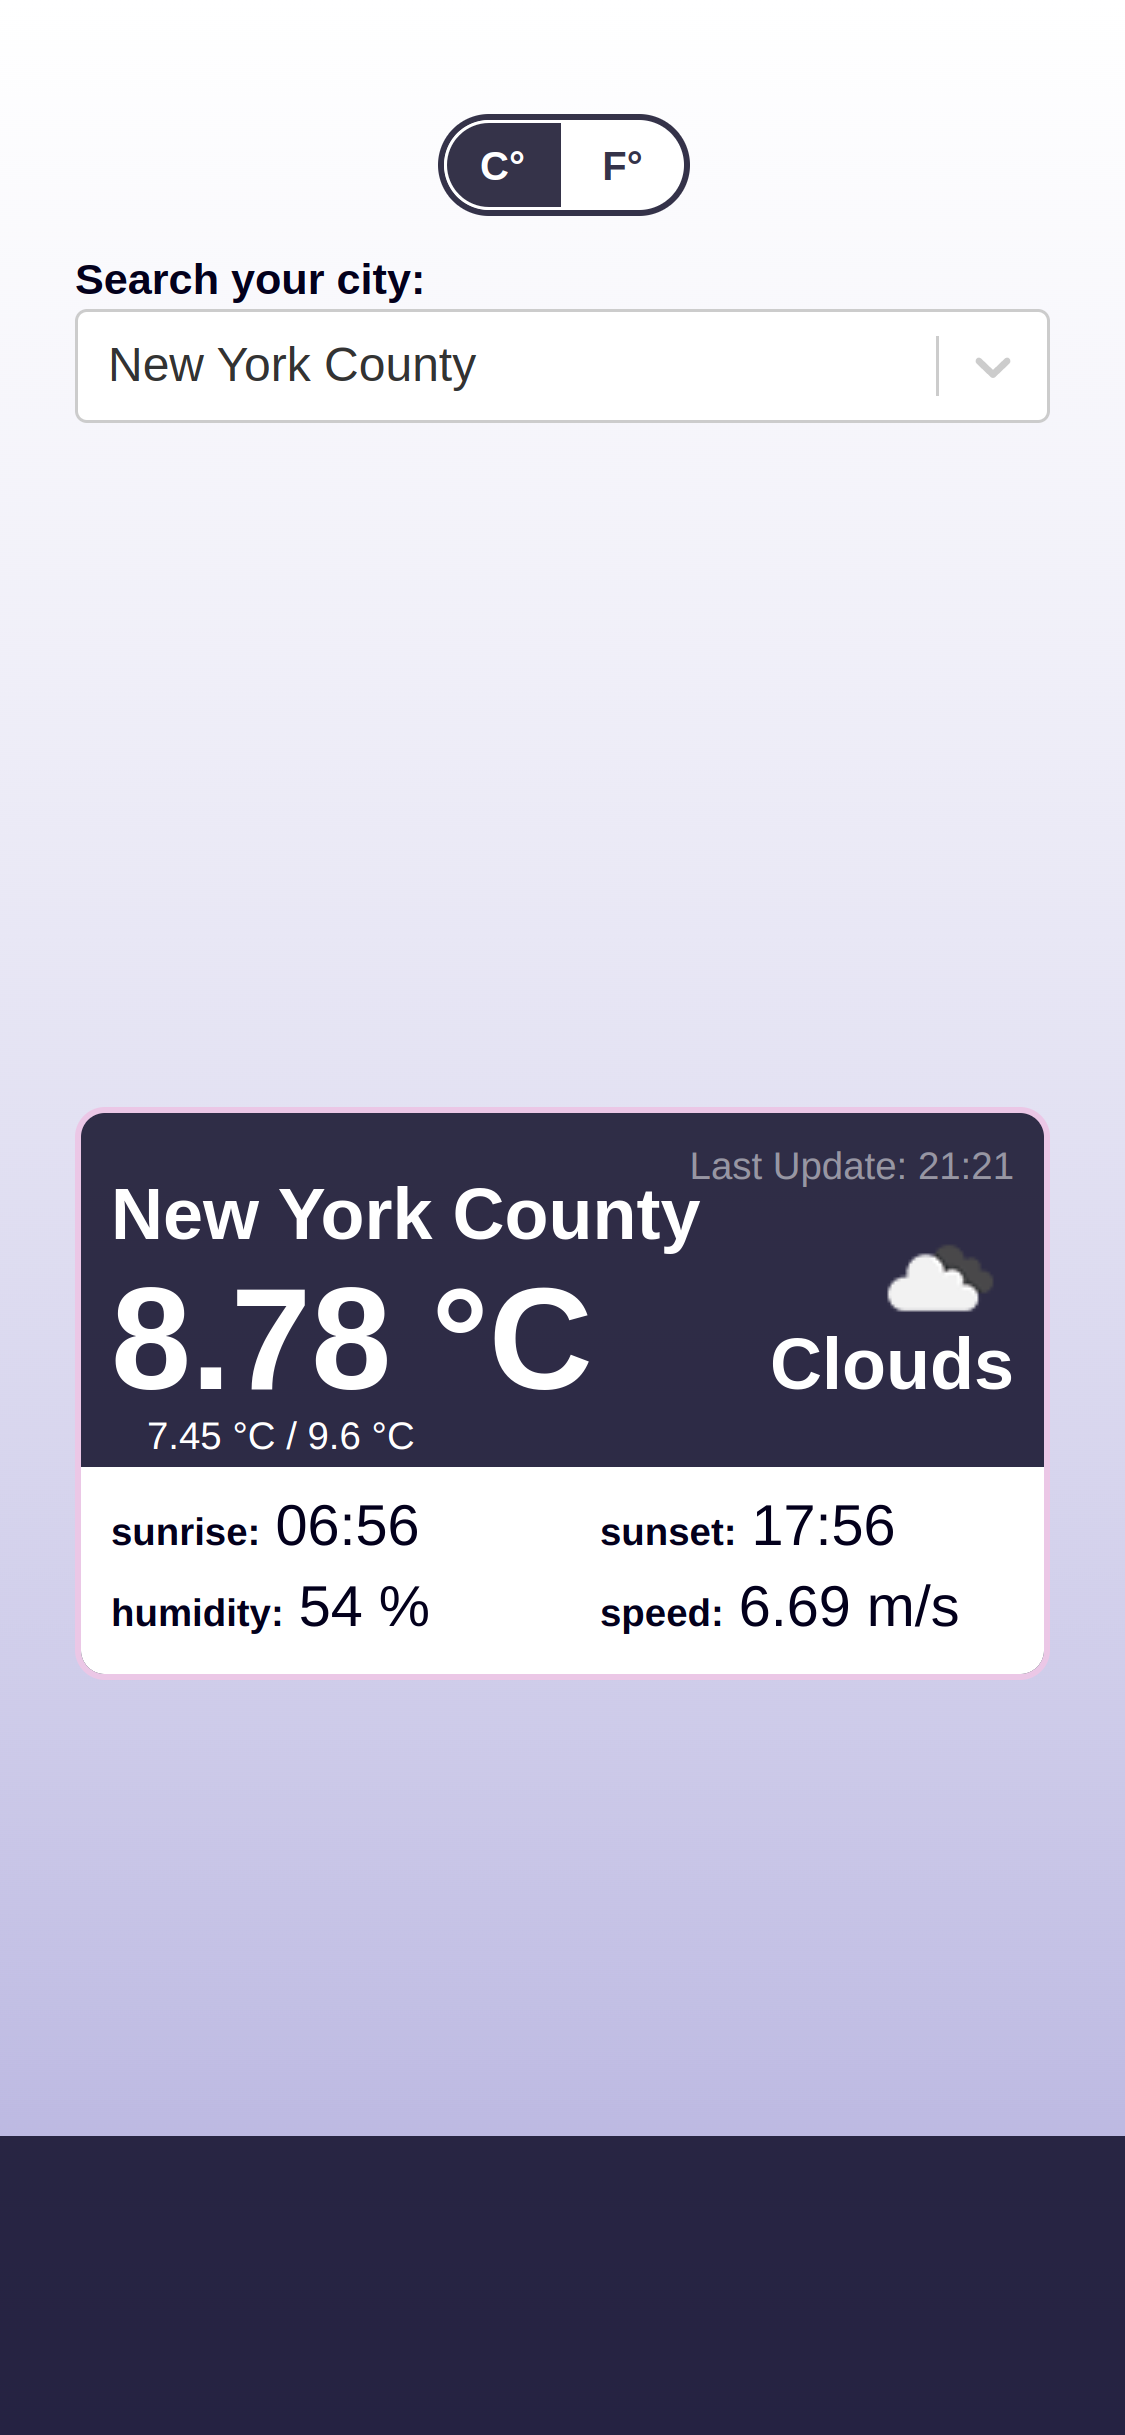 C° F°
Search your city:
New York County
Last Update: 21:21
New York County
8.78 °C
Clouds
7.45 °C / 9.6 °C
sunrise: 06:56 sunset: 17:56
humidity: 54 % speed: 6.69 m/s